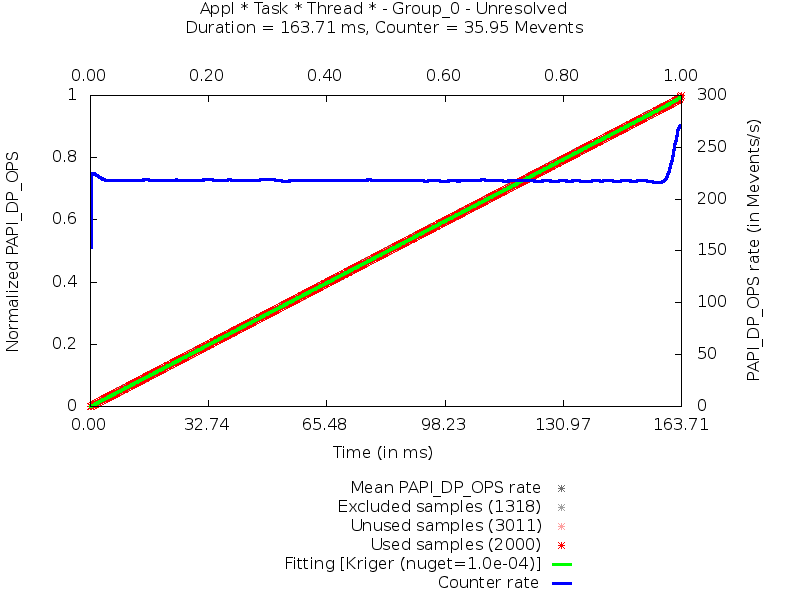 Appl * Task * Thread * - Group_0 - Unresolved
Duration = 163.71 ms, Counter = 35.95 Mevents
0.00 0.20 0.40 0.60 0.80 1.00
1 300
250
0.8
200
0.6
150
0.4
100
0.2
50
0 0
Normalized PAPI_DP_OPS
PAPI_DP_OPS rate (in Mevents/s)
0.00 32.74 65.48 98.23 130.97 163.71
Time (in ms)
Mean PAPI_DP_OPS rate
Excluded samples (1318)
Unused samples (3011)
Used samples (2000)
Fitting [Kriger (nuget=1.0e-04)]
Counter rate